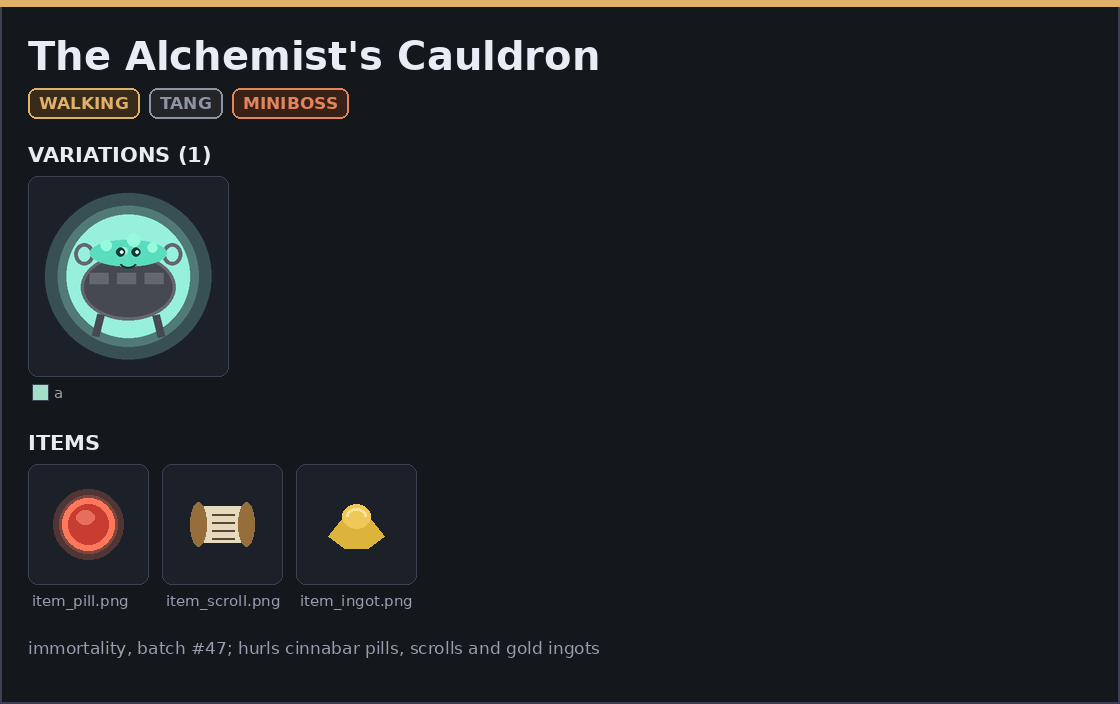 The Alchemist's Cauldron
WALKING TANG MINIBOSS
VARIATIONS (1)
a
ITEMS
item_pill.png item_scroll.png item_ingot.png
immortality, batch #47; hurls cinnabar pills, scrolls and gold ingots